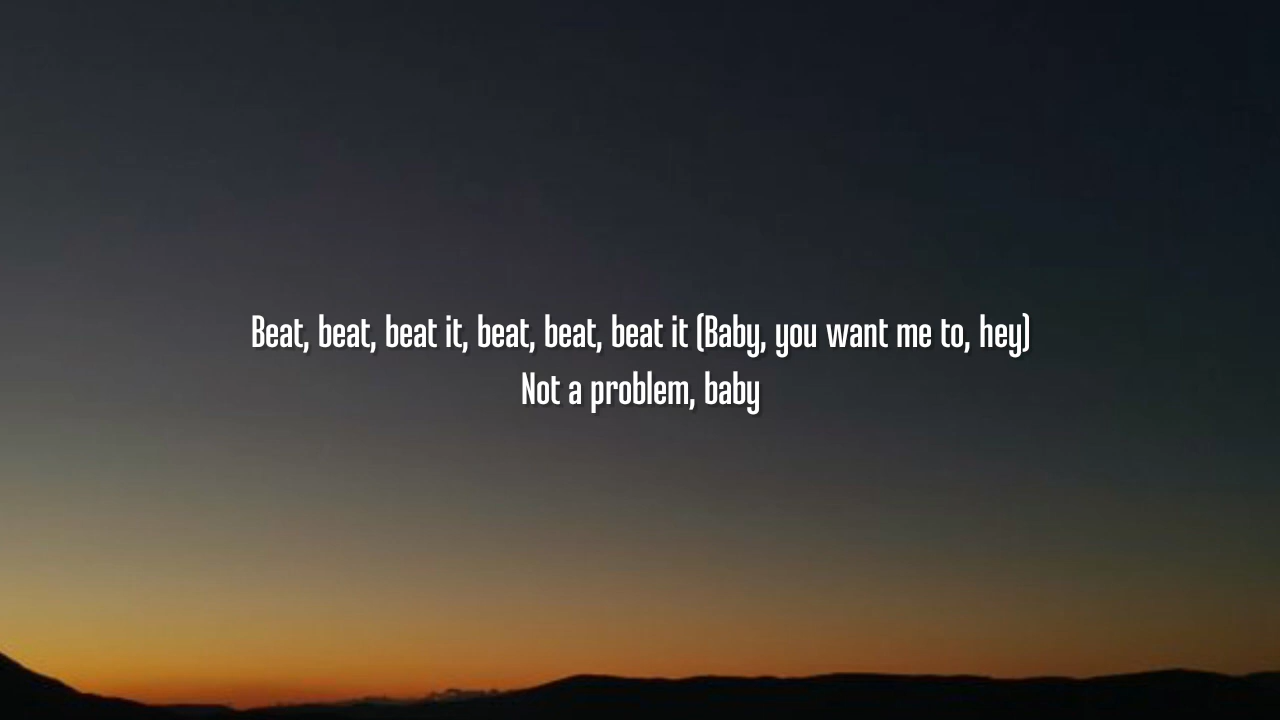 Beat, beat, beat it, beat, beat, beat it (Baby, you want me to, hey)
Not a problem, baby